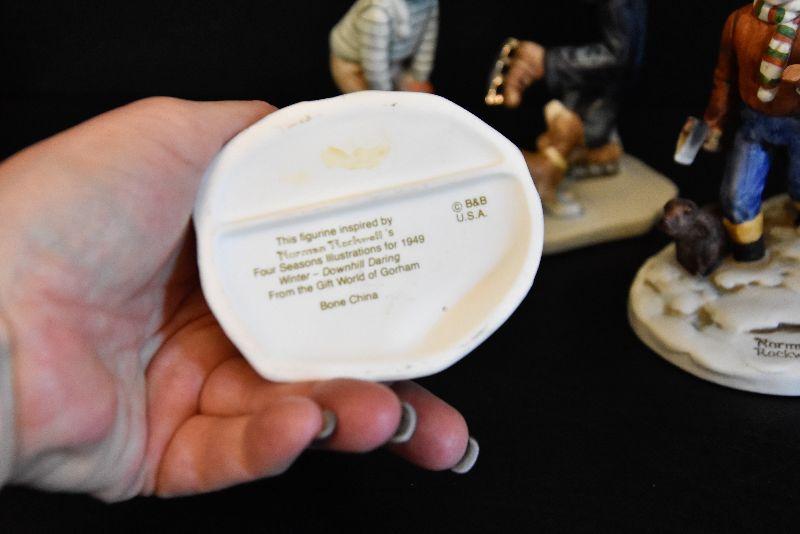 This figurine inspired by
Norman Rockwell's
Four Seasons Illustrations for 1949
Winter – Downhill Daring
From the Gift World of Gorham
Bone China
© B&B
U.S.A.
Norman
Rockwell